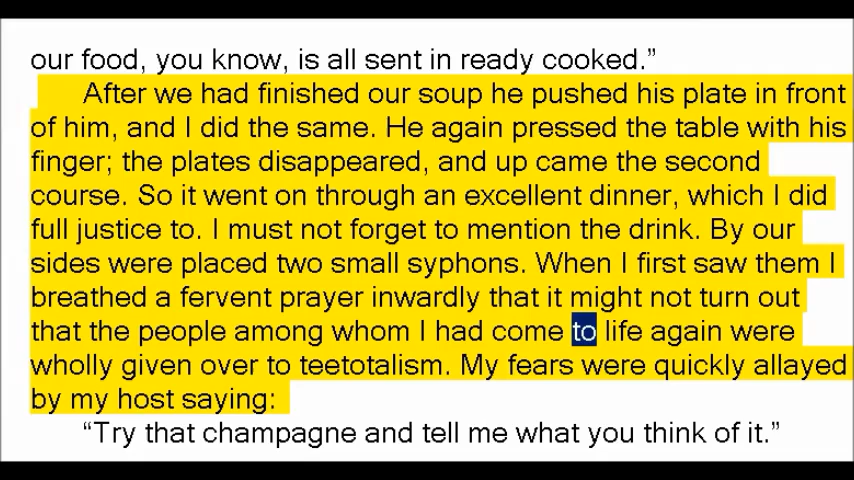 our food, you know, is all sent in ready cooked.”
After we had finished our soup he pushed his plate in front
of him, and I did the same. He again pressed the table with his
finger; the plates disappeared, and up came the second
course. So it went on through an excellent dinner, which I did
full justice to. I must not forget to mention the drink. By our
sides were placed two small syphons. When I first saw them I
breathed a fervent prayer inwardly that it might not turn out
that the people among whom I had come to life again were
wholly given over to teetotalism. My fears were quickly allayed
by my host saying:
“Try that champagne and tell me what you think of it.”